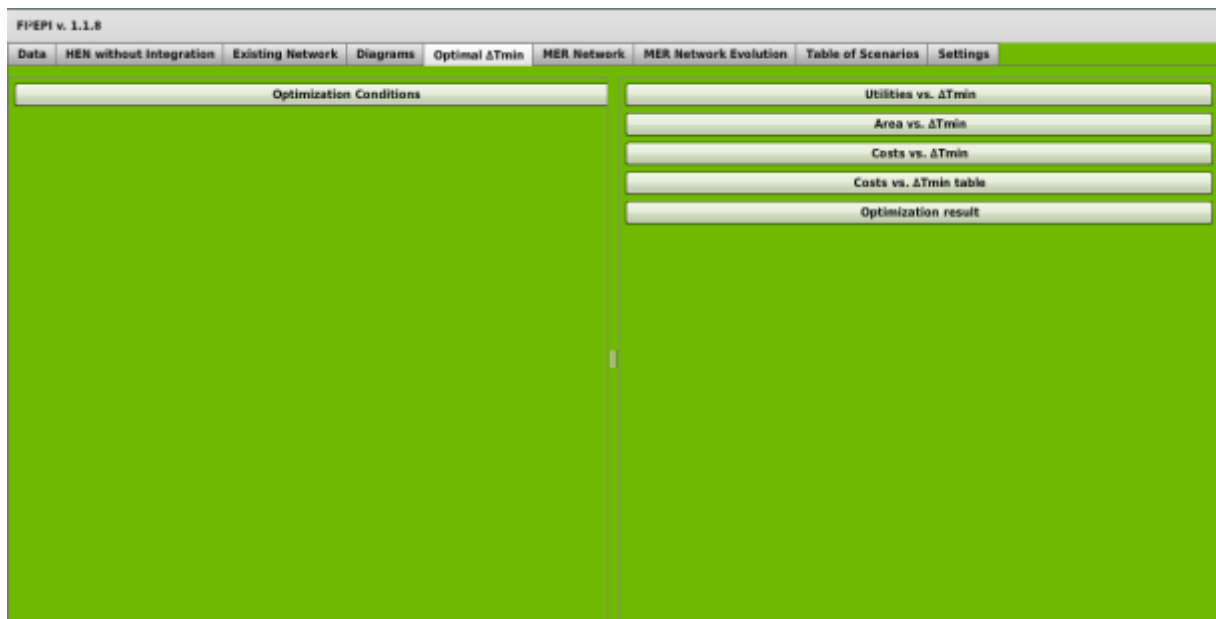 FI²EPI v. 1.1.8
Data HEN without Integration Existing Network Diagrams Optimal ΔTmin MER Network MER Network Evolution Table of Scenarios Settings
Optimization Conditions
Utilities vs. ΔTmin
Area vs. ΔTmin
Costs vs. ΔTmin
Costs vs. ΔTmin table
Optimization result